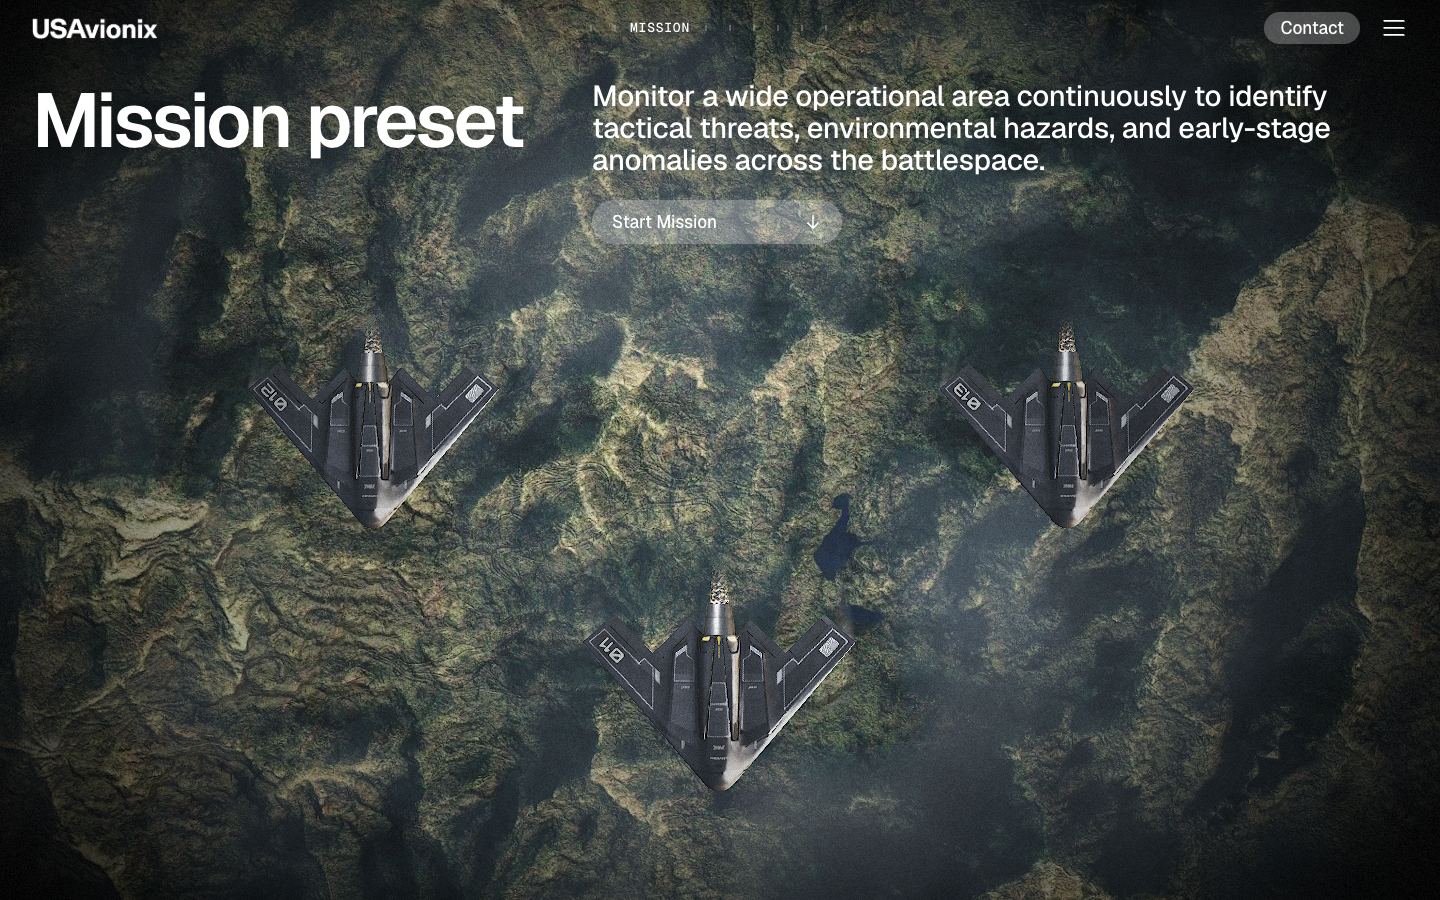 USAvionix
MISSION
Contact
Mission preset
Monitor a wide operational area continuously to identify
tactical threats, environmental hazards, and early-stage
anomalies across the battlespace.
Start Mission
012
013
011